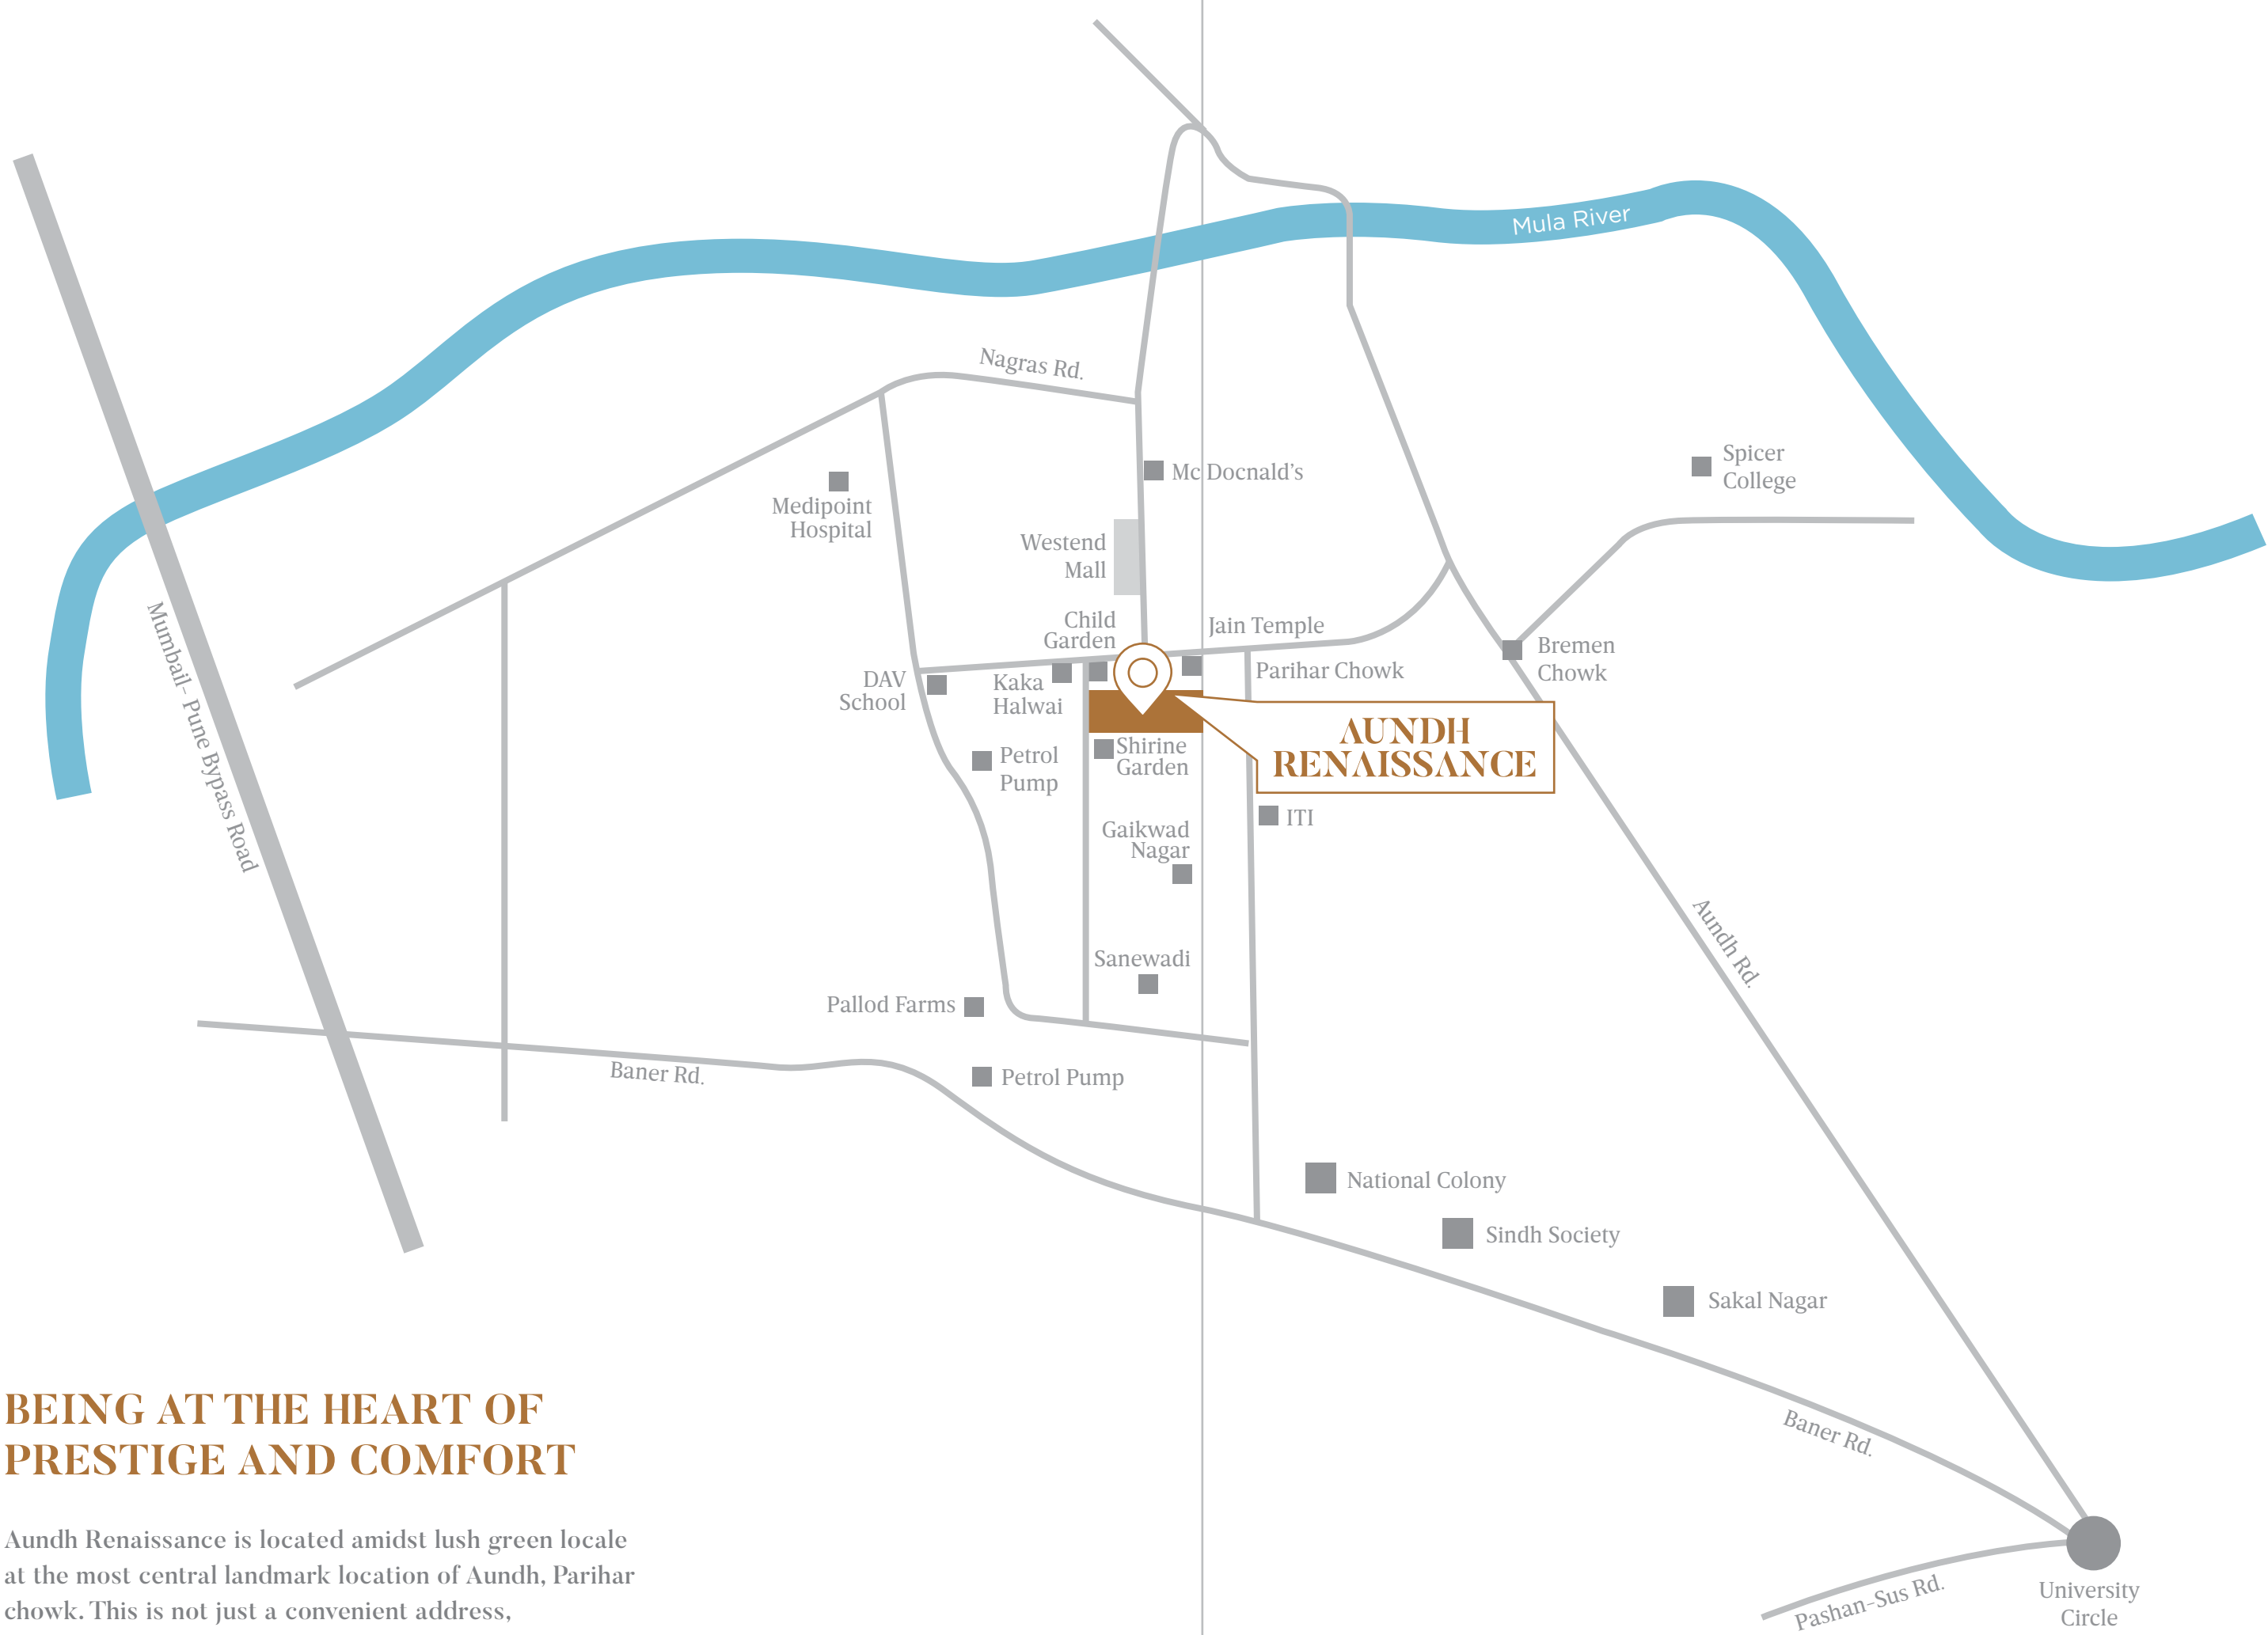 Mula River
Nagras Rd.
Mc Docnald's
Spicer
College
Medipoint
Hospital
Westend
Mall
Child
Garden
Jain Temple
Bremen
Chowk
Parihar Chowk
DAV
School
Kaka
Halwai
AUNDH
RENAISSANCE
Shirine
Garden
Petrol
Pump
Mumbail- Pune Bypass Road
ITI
Gaikwad
Nagar
Aundh Rd.
Sanewadi
Pallod Farms
Baner Rd.
Petrol Pump
National Colony
Sindh Society
Sakal Nagar
Baner Rd.
Pashan-Sus Rd.
University
Circle
BEING AT THE HEART OF
PRESTIGE AND COMFORT
Aundh Renaissance is located amidst lush green locale
at the most central landmark location of Aundh, Parihar
chowk. This is not just a convenient address,